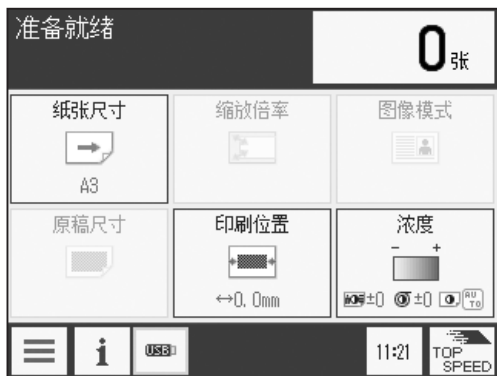 准备就绪
0张
纸张尺寸
缩放倍率
图像模式
A3
原稿尺寸
印刷位置
浓度
- +
↔0.0mm
±0 ±0 AUTO
i
USB
11:21
TOP SPEED